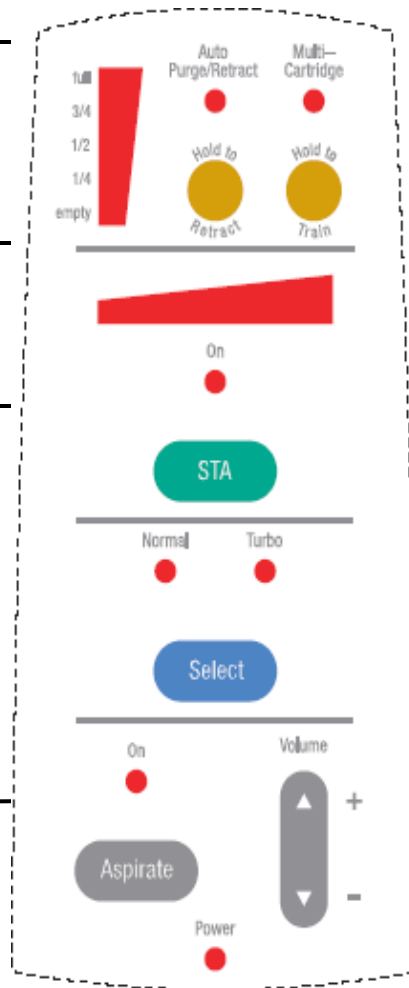 Auto
Purge/Retract
Multi–
Cartridge
full
3/4
1/2
1/4
empty
Hold to
Retract
Hold to
Train
On
STA
Normal
Turbo
Select
On
Volume
+
Aspirate
–
Power